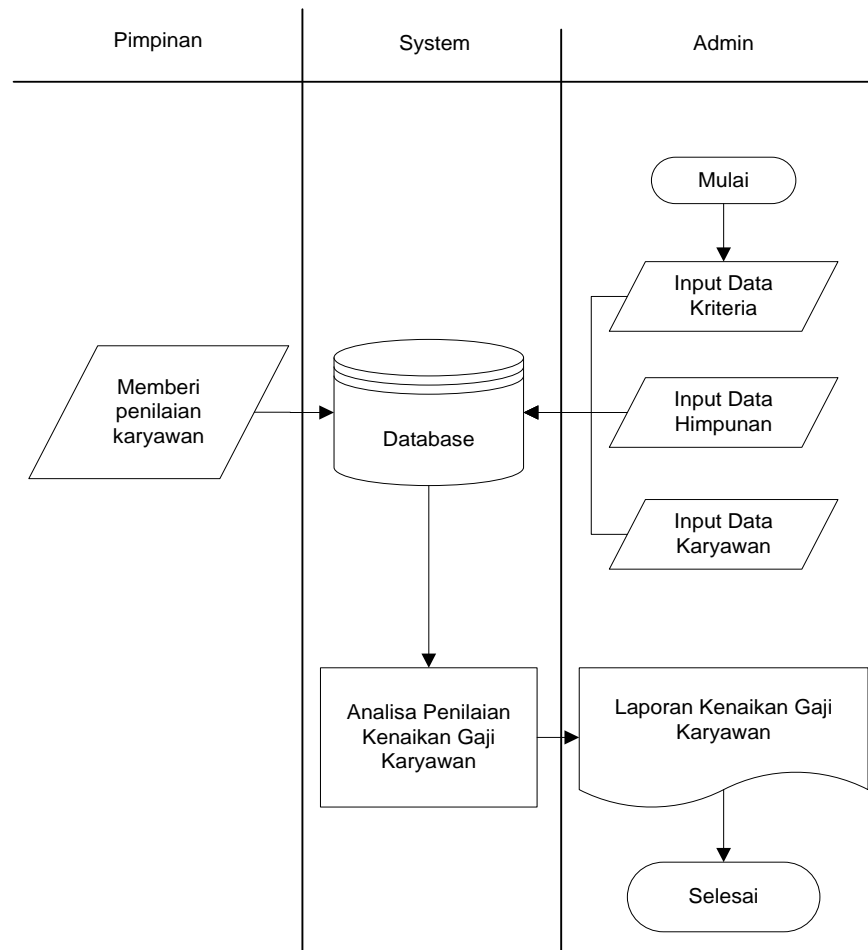 Pimpinan
System
Admin
Mulai
Input Data
Kriteria
Memberi
penilaian
karyawan
Database
Input Data
Himpunan
Input Data
Karyawan
Analisa Penilaian
Kenaikan Gaji
Karyawan
Laporan Kenaikan Gaji
Karyawan
Selesai